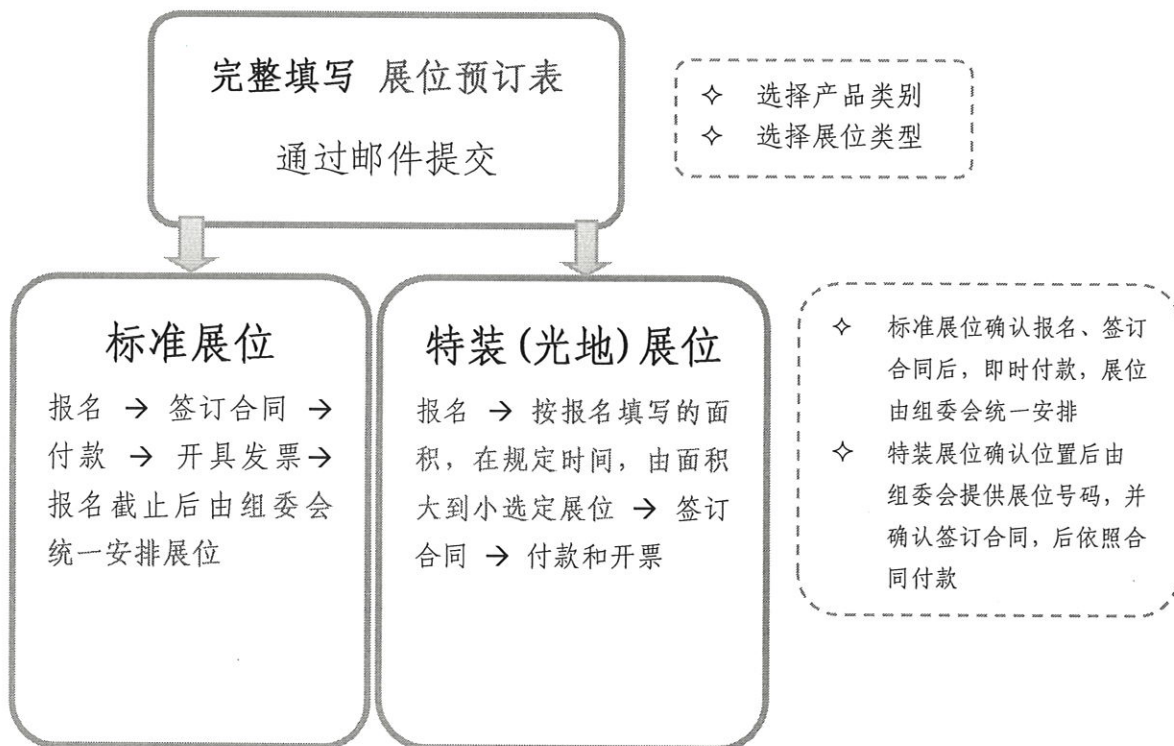 完整填写 展位预订表
通过邮件提交
✧ 选择产品类别
✧ 选择展位类型
标准展位
报名 → 签订合同 →
付款 → 开具发票→
报名截止后由组委会
统一安排展位
特装(光地)展位
报名 → 按报名填写的面
积,在规定时间,由面积
大到小选定展位 → 签订
合同 → 付款和开票
✧ 标准展位确认报名、签订
合同后,即时付款,展位
由组委会统一安排
✧ 特装展位确认位置后由
组委会提供展位号码,并
确认签订合同,后依照合
同付款